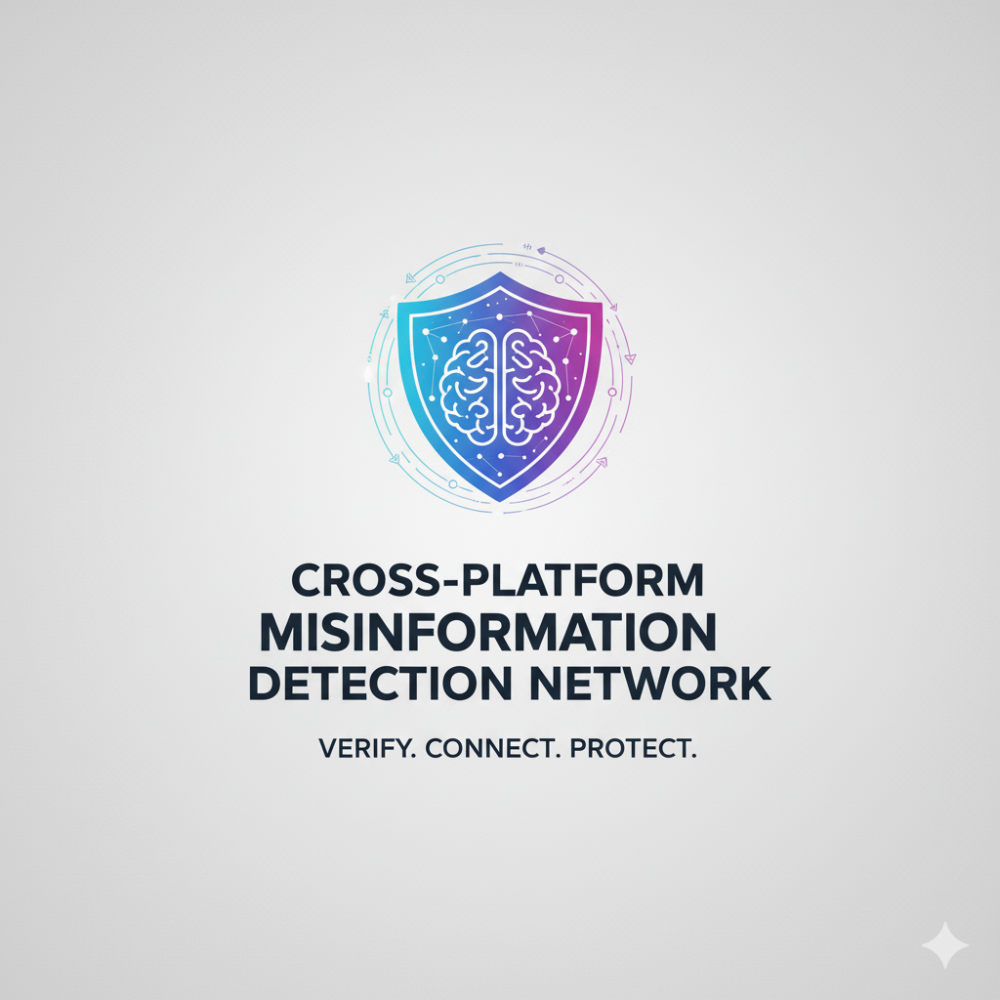 CROSS-PLATFORM
MISINFORMATION
DETECTION NETWORK
VERIFY. CONNECT. PROTECT.